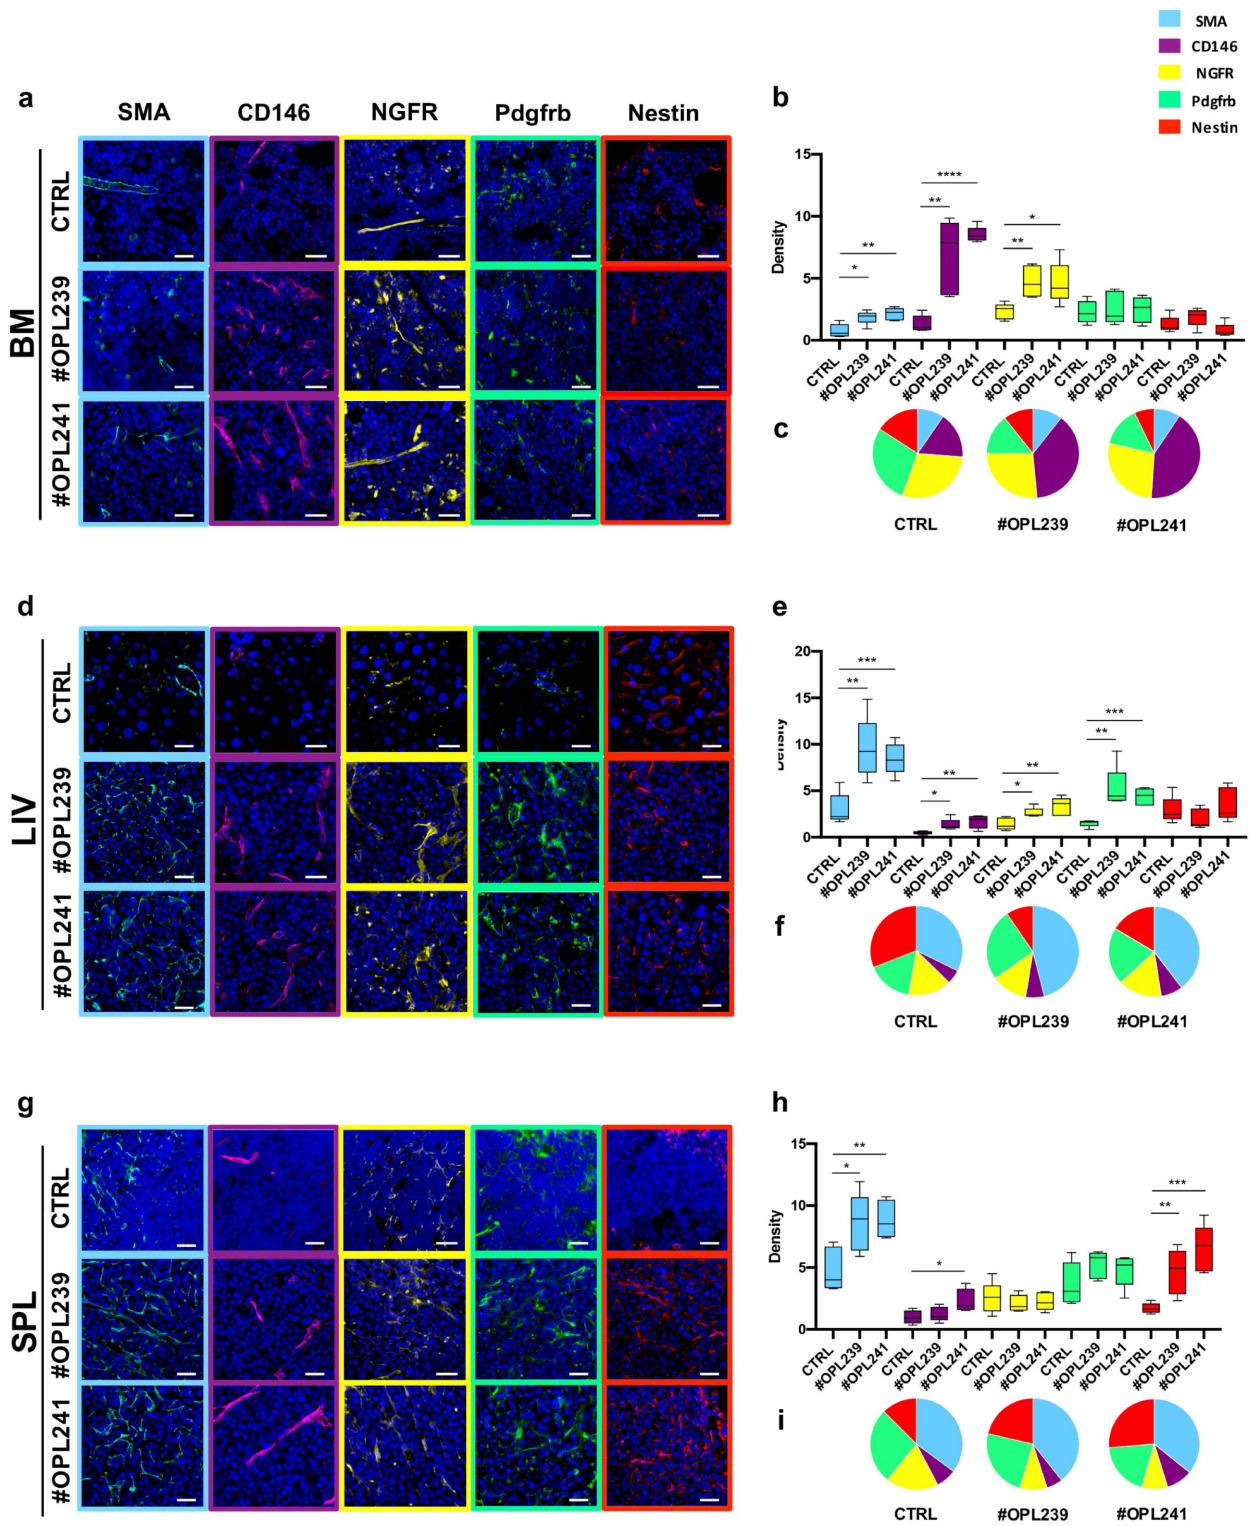 SMA
CD146
NGFR
Pdgfrb
Nestin
a
SMA CD146 NGFR Pdgfrb Nestin
BM
CTRL
#OPL239
#OPL241
b
Density
15
10
5
0
* ** ** **** ** *
CTRL #OPL239 #OPL241 CTRL #OPL239 #OPL241 CTRL #OPL239 #OPL241 CTRL #OPL239 #OPL241 CTRL #OPL239 #OPL241
c
CTRL #OPL239 #OPL241
d
LIV
CTRL
#OPL239
#OPL241
e
Density
20
15
10
5
0
** *** * ** * ** ** ***
CTRL #OPL239 #OPL241 CTRL #OPL239 #OPL241 CTRL #OPL239 #OPL241 CTRL #OPL239 #OPL241 CTRL #OPL239 #OPL241
f
CTRL #OPL239 #OPL241
g
SPL
CTRL
#OPL239
#OPL241
h
Density
15
10
5
0
* ** * ** ***
CTRL #OPL239 #OPL241 CTRL #OPL239 #OPL241 CTRL #OPL239 #OPL241 CTRL #OPL239 #OPL241 CTRL #OPL239 #OPL241
i
CTRL #OPL239 #OPL241